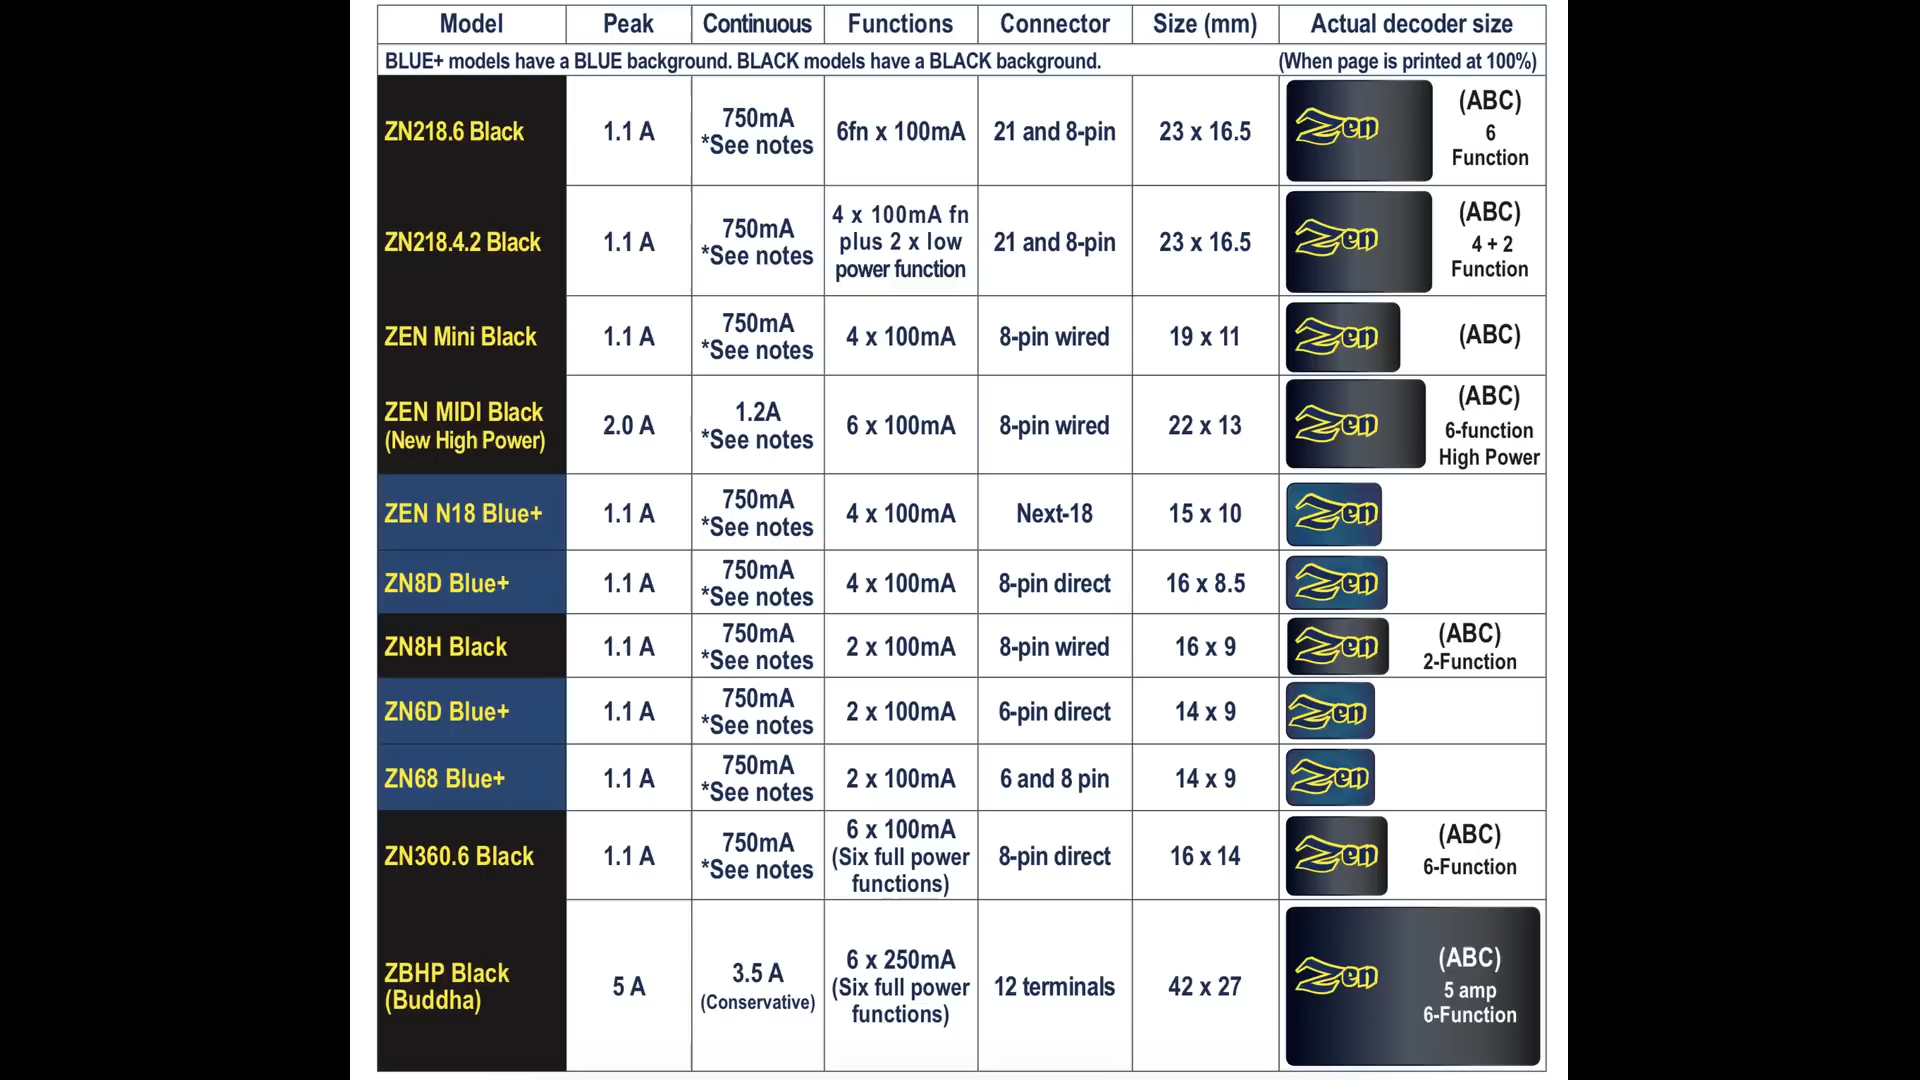 Model Peak Continuous Functions Connector Size (mm) Actual decoder size
BLUE+ models have a BLUE background. BLACK models have a BLACK background. (When page is printed at 100%)
ZN218.6 Black
1.1 A
750mA
*See notes
6fn x 100mA
21 and 8-pin
23 x 16.5
Zen
(ABC)
6
Function
ZN218.4.2 Black
1.1 A
750mA
*See notes
4 x 100mA fn
plus 2 x low
power function
21 and 8-pin
23 x 16.5
Zen
(ABC)
4 + 2
Function
ZEN Mini Black
1.1 A
750mA
*See notes
4 x 100mA
8-pin wired
19 x 11
Zen
(ABC)
ZEN MIDI Black
(New High Power)
2.0 A
1.2A
*See notes
6 x 100mA
8-pin wired
22 x 13
Zen
(ABC)
6-function
High Power
ZEN N18 Blue+
1.1 A
750mA
*See notes
4 x 100mA
Next-18
15 x 10
Zen
ZN8D Blue+
1.1 A
750mA
*See notes
4 x 100mA
8-pin direct
16 x 8.5
Zen
ZN8H Black
1.1 A
750mA
*See notes
2 x 100mA
8-pin wired
16 x 9
Zen
(ABC)
2-Function
ZN6D Blue+
1.1 A
750mA
*See notes
2 x 100mA
6-pin direct
14 x 9
Zen
ZN68 Blue+
1.1 A
750mA
*See notes
2 x 100mA
6 and 8 pin
14 x 9
Zen
ZN360.6 Black
1.1 A
750mA
*See notes
6 x 100mA
(Six full power
functions)
8-pin direct
16 x 14
Zen
(ABC)
6-Function
ZBHP Black
(Buddha)
5 A
3.5 A
(Conservative)
6 x 250mA
(Six full power
functions)
12 terminals
42 x 27
Zen
(ABC)
5 amp
6-Function